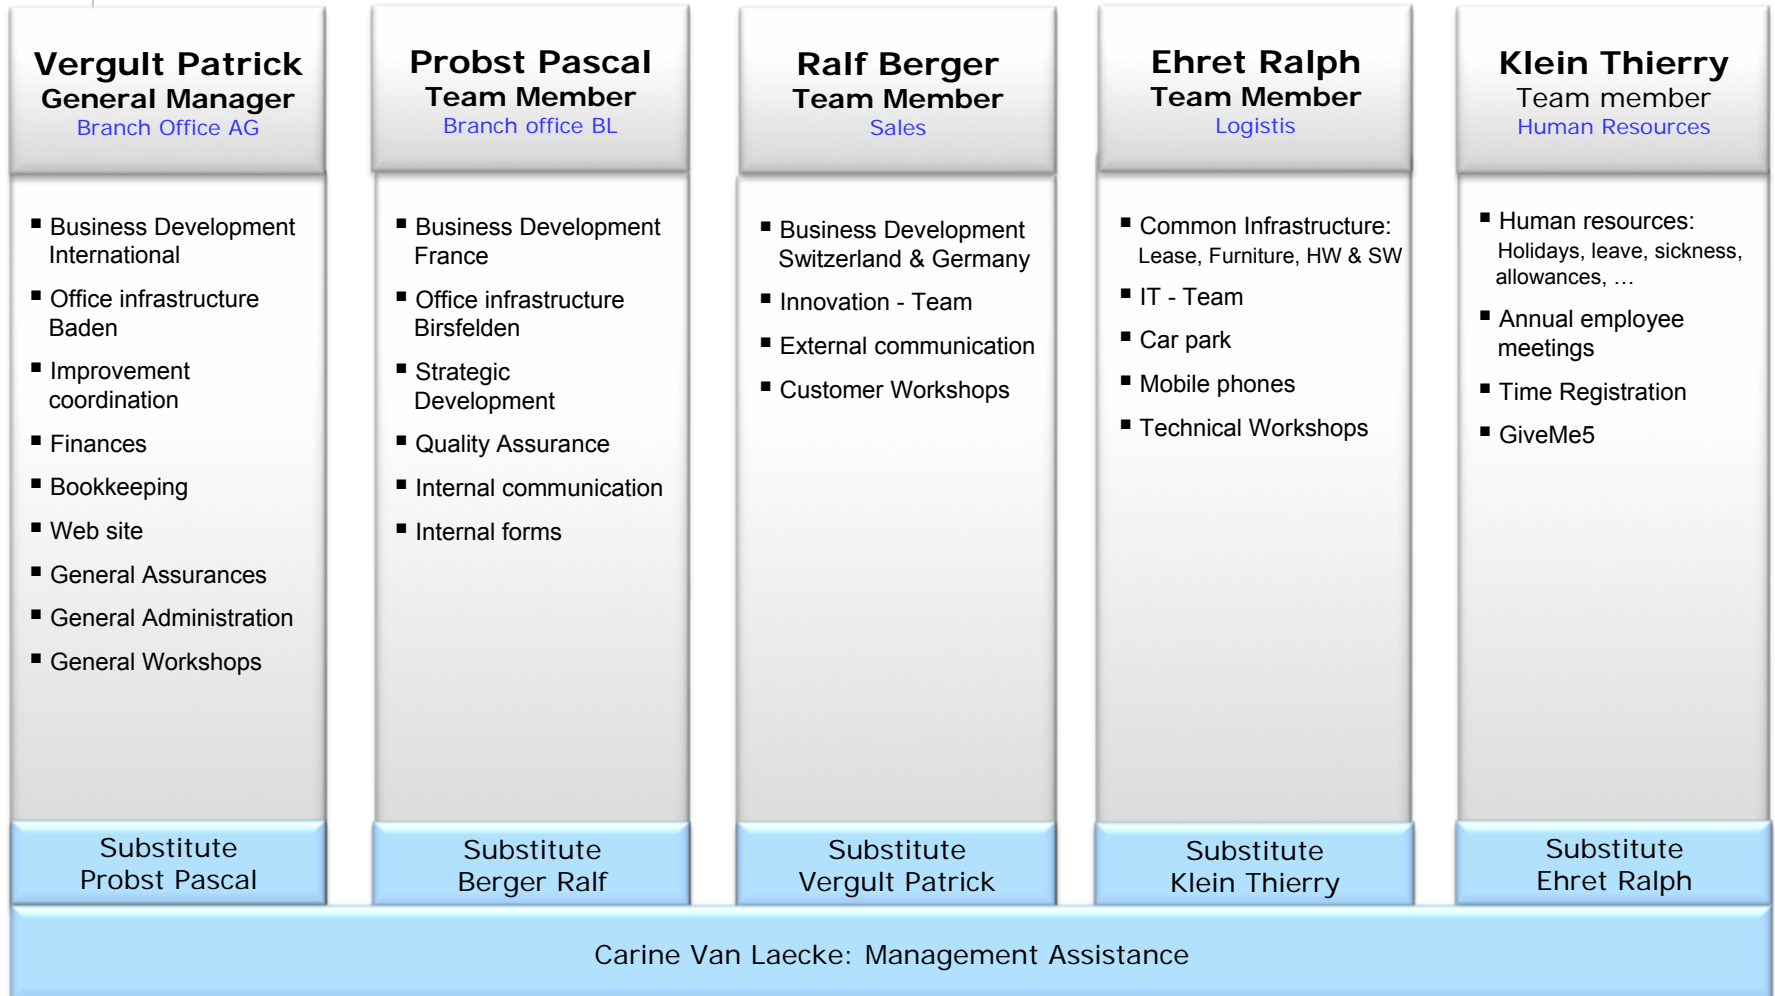 Vergult Patrick
General Manager
Branch Office AG
▪ Business Development
International
▪ Office infrastructure
Baden
▪ Improvement
coordination
▪ Finances
▪ Bookkeeping
▪ Web site
▪ General Assurances
▪ General Administration
▪ General Workshops
Substitute
Probst Pascal
Probst Pascal
Team Member
Branch office BL
▪ Business Development
France
▪ Office infrastructure
Birsfelden
▪ Strategic
Development
▪ Quality Assurance
▪ Internal communication
▪ Internal forms
Substitute
Berger Ralf
Ralf Berger
Team Member
Sales
▪ Business Development
Switzerland & Germany
▪ Innovation - Team
▪ External communication
▪ Customer Workshops
Substitute
Vergult Patrick
Ehret Ralph
Team Member
Logistis
▪ Common Infrastructure:
Lease, Furniture, HW & SW
▪ IT - Team
▪ Car park
▪ Mobile phones
▪ Technical Workshops
Substitute
Klein Thierry
Klein Thierry
Team member
Human Resources
▪ Human resources:
Holidays, leave, sickness,
allowances, …
▪ Annual employee
meetings
▪ Time Registration
▪ GiveMe5
Substitute
Ehret Ralph
Carine Van Laecke: Management Assistance